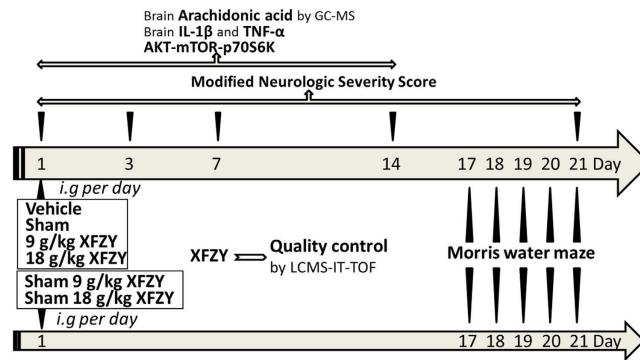 Brain Arachidonic acid by GC-MS
Brain IL-1β and TNF-α
AKT-mTOR-p70S6K
Modified Neurologic Severity Score
1 3 7 14 17 18 19 20 21 Day
i.g per day
Vehicle
Sham
9 g/kg XFZY
18 g/kg XFZY
XFZY
Quality control
by LCMS-IT-TOF
Morris water maze
Sham 9 g/kg XFZY
Sham 18 g/kg XFZY
i.g per day
1 17 18 19 20 21 Day